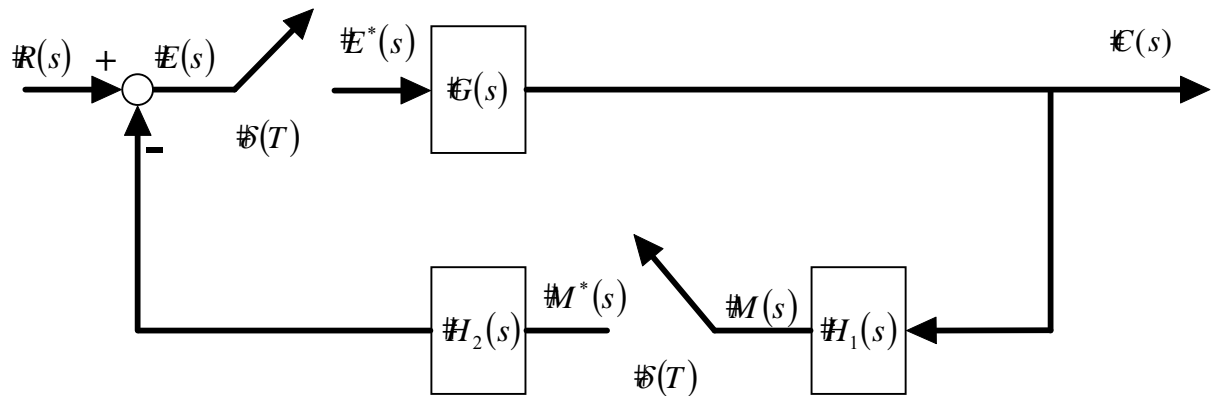 R(s) + E(s) E*(s) G(s) C(s)
δ(T)
-
H₂(s) M*(s) M(s) H₁(s)
δ(T)